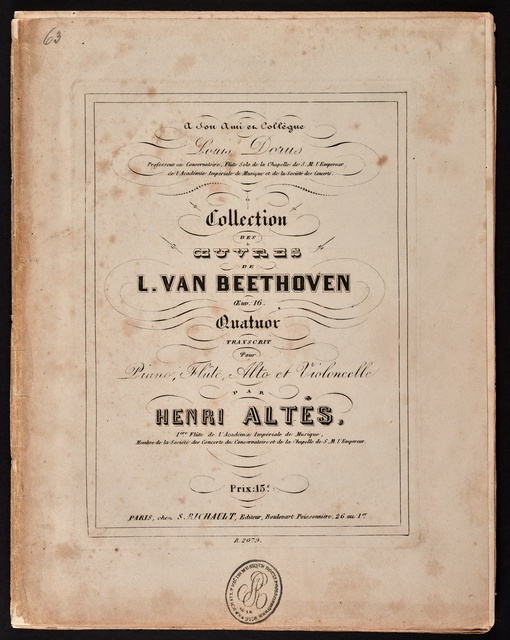 63
A Son Ami et Collègue
Louis Dorus
Professeur au Conservatoire, Flûte Solo de la Chapelle de S. M. l'Empereur
de l'Académie Impériale de Musique et de la Société des Concerts.
Collection
DES
ŒUVRES
DE
L. VAN BEETHOVEN
Œuv. 16.
Quatuor
TRANSCRIT
Pour
Piano, Flûte, Alto et Violoncelle
PAR
HENRI ALTÈS,
1ère Flûte de l'Académie Impériale de Musique,
Membre de la Société des Concerts du Conservatoire et de la Chapelle de S. M. l'Empereur.
Prix: 15f
PARIS, chez S. RICHAULT, Editeur, Boulevart Poissonnière, 26 au 1er
R. 2079.